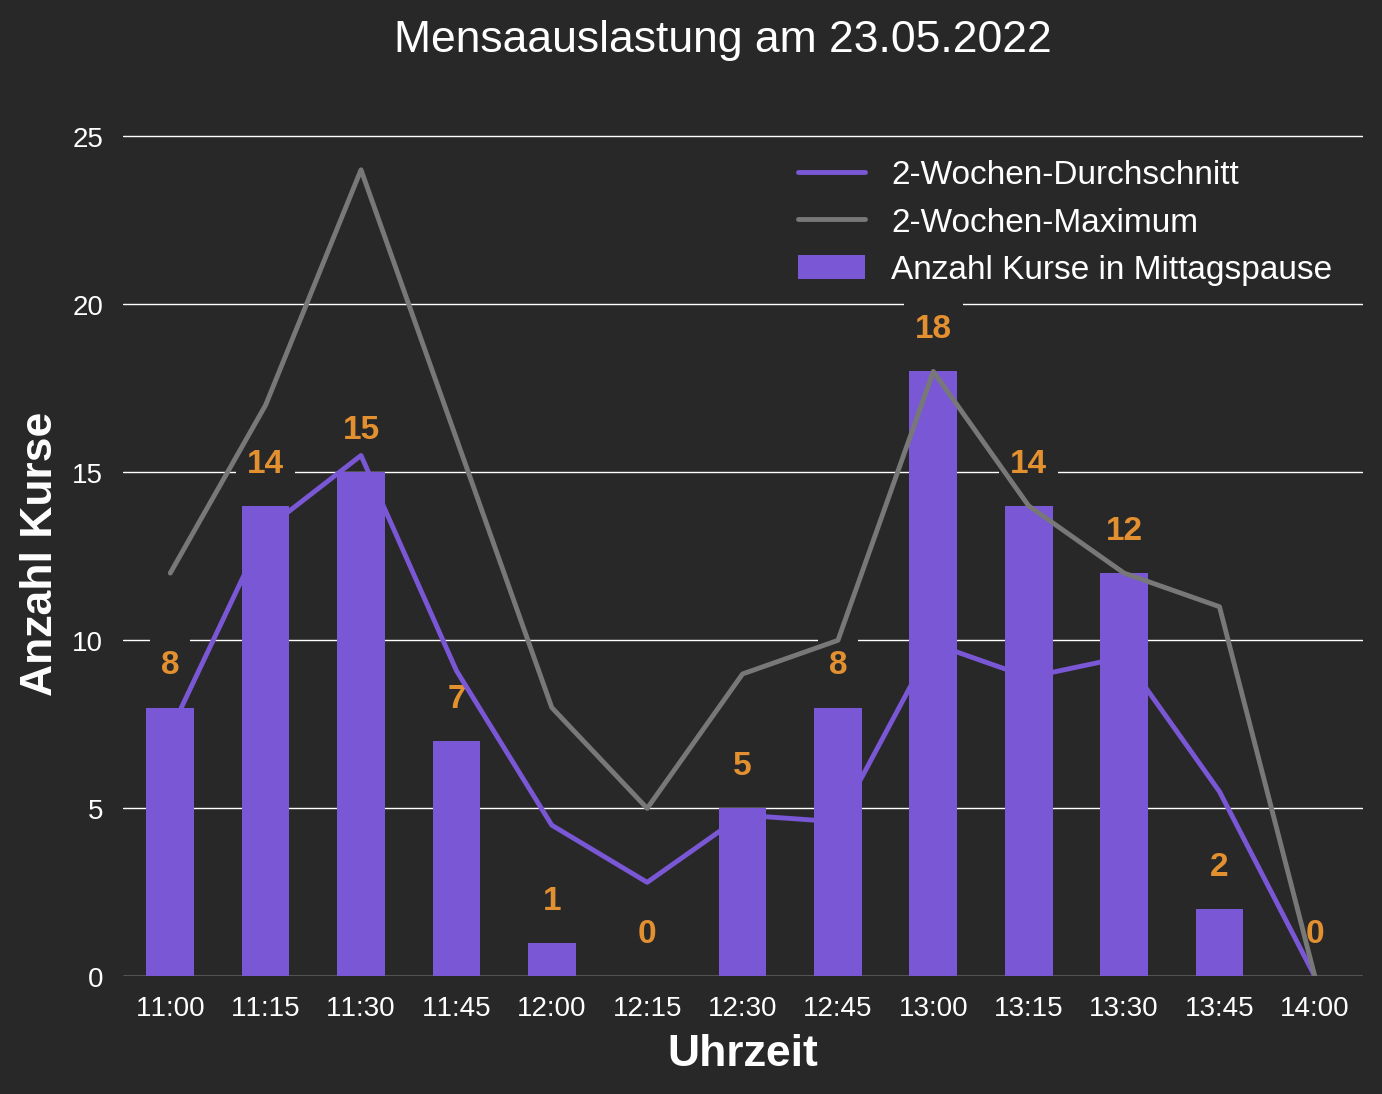 Mensaauslastung am 23.05.2022
25
20
15
10
5
0
Anzahl Kurse
2-Wochen-Durchschnitt
2-Wochen-Maximum
Anzahl Kurse in Mittagspause
8
14
15
7
1
0
5
8
18
14
12
2
0
11:00 11:15 11:30 11:45 12:00 12:15 12:30 12:45 13:00 13:15 13:30 13:45 14:00
Uhrzeit